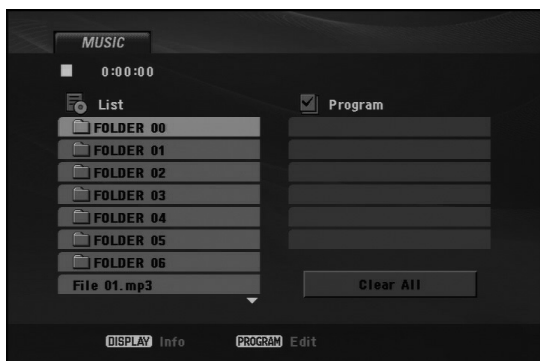 MUSIC
0:00:00
List
FOLDER 00
FOLDER 01
FOLDER 02
FOLDER 03
FOLDER 04
FOLDER 05
FOLDER 06
File 01.mp3
Program
Clear All
DISPLAY Info PROGRAM Edit